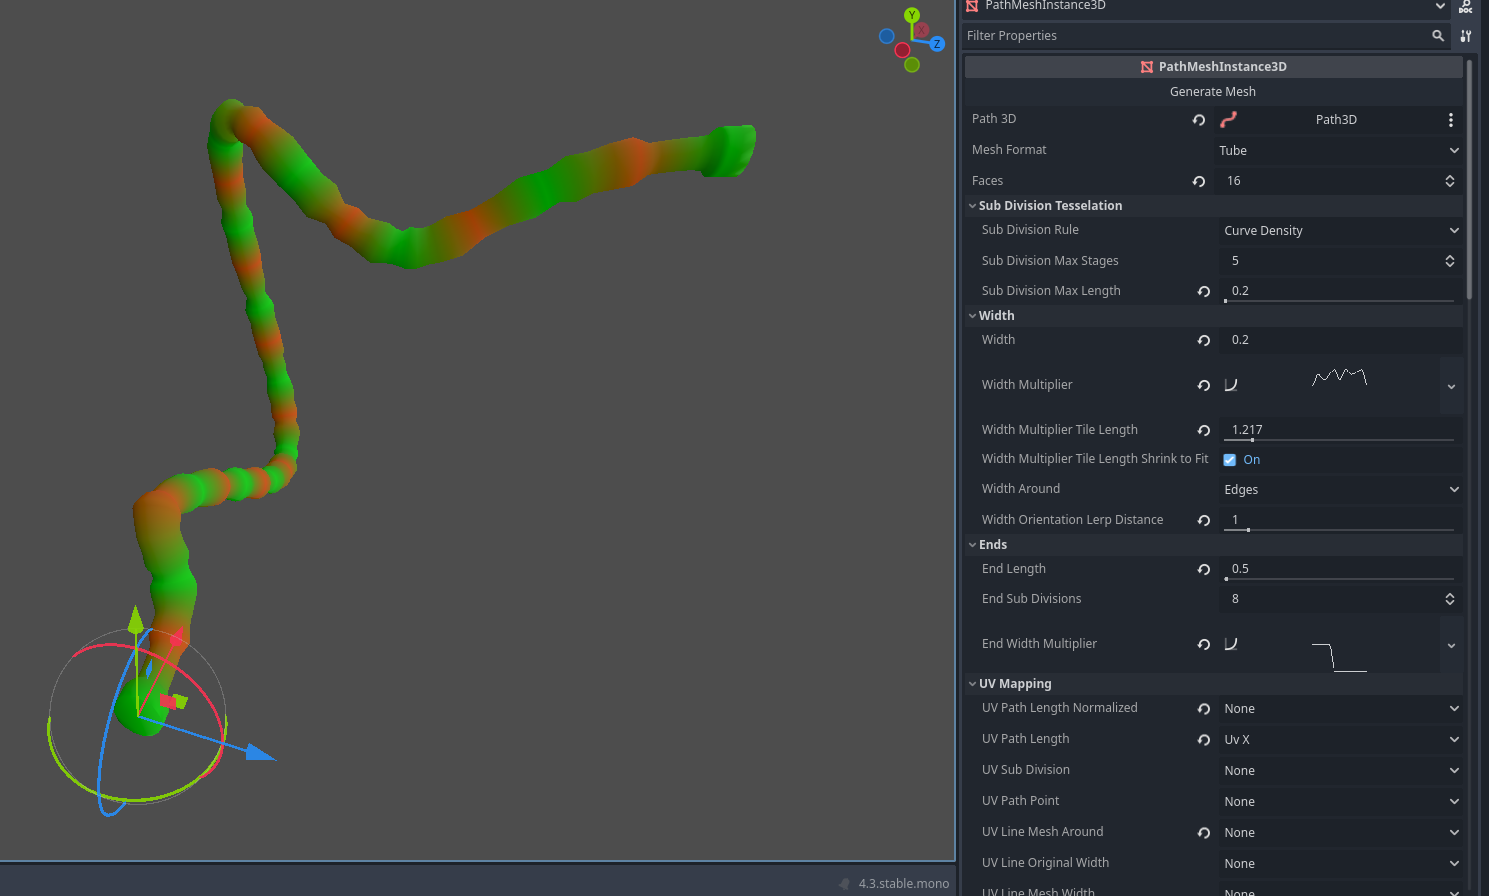 PathMeshInstance3D
DOC
Filter Properties
Y
X
Z
PathMeshInstance3D
Generate Mesh
Path 3D Path3D
Mesh Format Tube
Faces 16
Sub Division Tesselation
Sub Division Rule Curve Density
Sub Division Max Stages 5
Sub Division Max Length 0.2
Width
Width 0.2
Width Multiplier
Width Multiplier Tile Length 1.217
Width Multiplier Tile Length Shrink to Fit On
Width Around Edges
Width Orientation Lerp Distance 1
Ends
End Length 0.5
End Sub Divisions 8
End Width Multiplier
UV Mapping
UV Path Length Normalized None
UV Path Length Uv X
UV Sub Division None
UV Path Point None
UV Line Mesh Around None
UV Line Original Width None
UV Line Mesh Width None
4.3.stable.mono